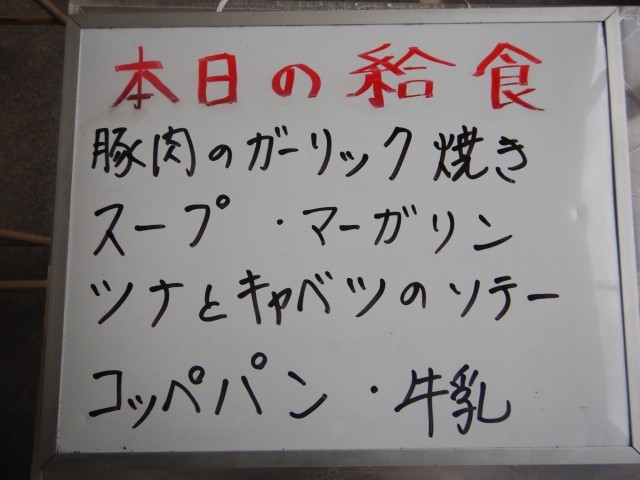 本日の給食
豚肉のガーリック焼き
スープ・マーガリン
ツナとキャベツのソテー
コッペパン・牛乳